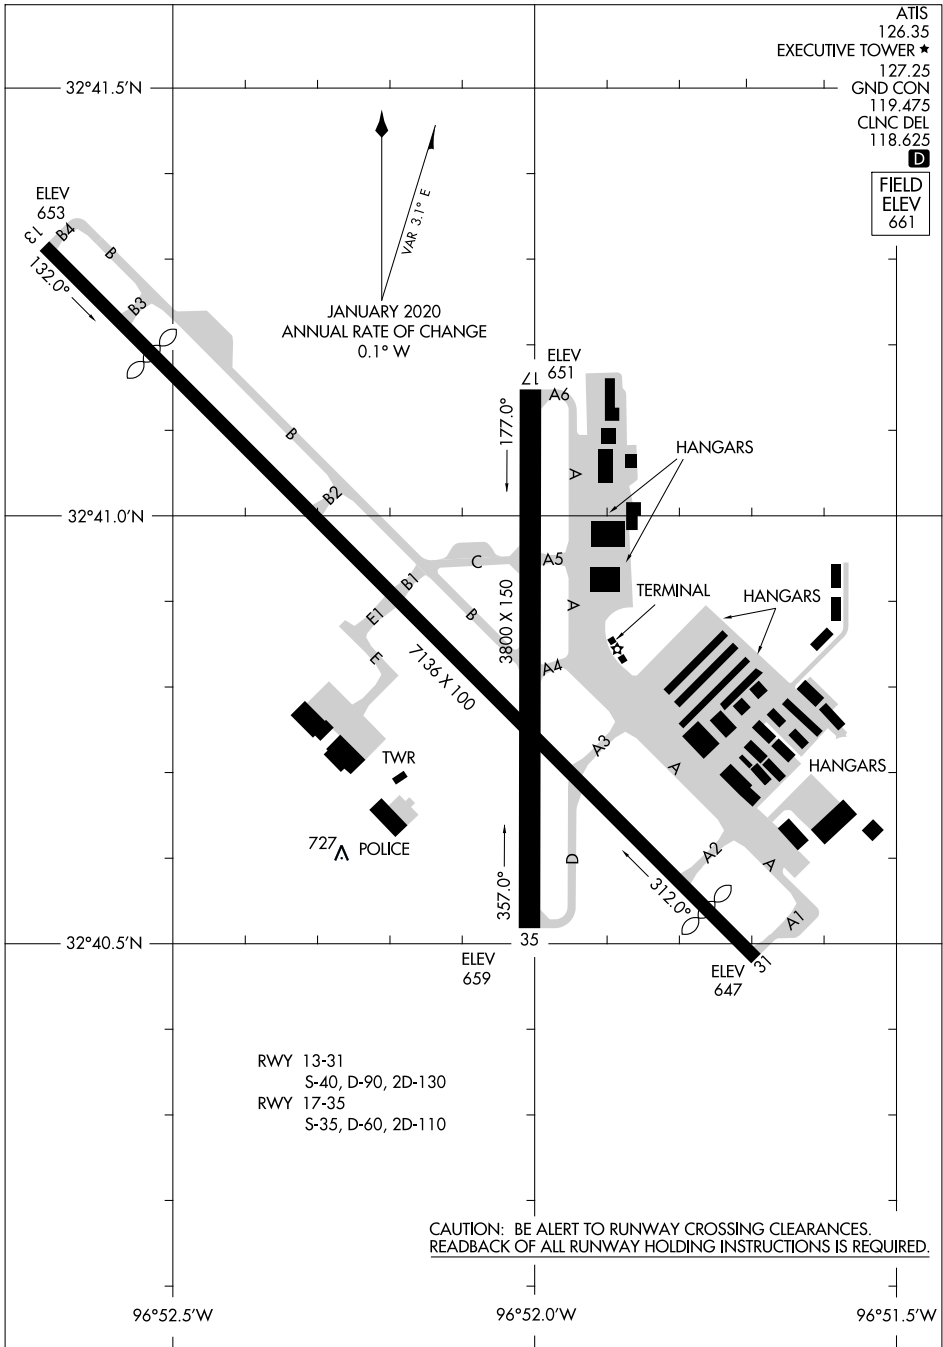 ATIS
126.35
EXECUTIVE TOWER ★
127.25
GND CON
119.475
CLNC DEL
118.625
D
FIELD
ELEV
661
32°41.5'N
VAR 3.1° E
JANUARY 2020
ANNUAL RATE OF CHANGE
0.1° W
ELEV
653
13
B4
B
132.0°
B3
ELEV
651
17
A6
177.0°
HANGARS
A
B
B2
32°41.0'N
C
A5
B1
TERMINAL
HANGARS
A
E1
B
3800 X 150
E
A4
7136 X 100
A3
TWR
A
HANGARS
727
POLICE
A2
D
A
357.0°
312.0°
A1
32°40.5'N
35
31
ELEV
659
ELEV
647
RWY 13-31
S-40, D-90, 2D-130
RWY 17-35
S-35, D-60, 2D-110
CAUTION: BE ALERT TO RUNWAY CROSSING CLEARANCES.
READBACK OF ALL RUNWAY HOLDING INSTRUCTIONS IS REQUIRED.
96°52.5'W
96°52.0'W
96°51.5'W